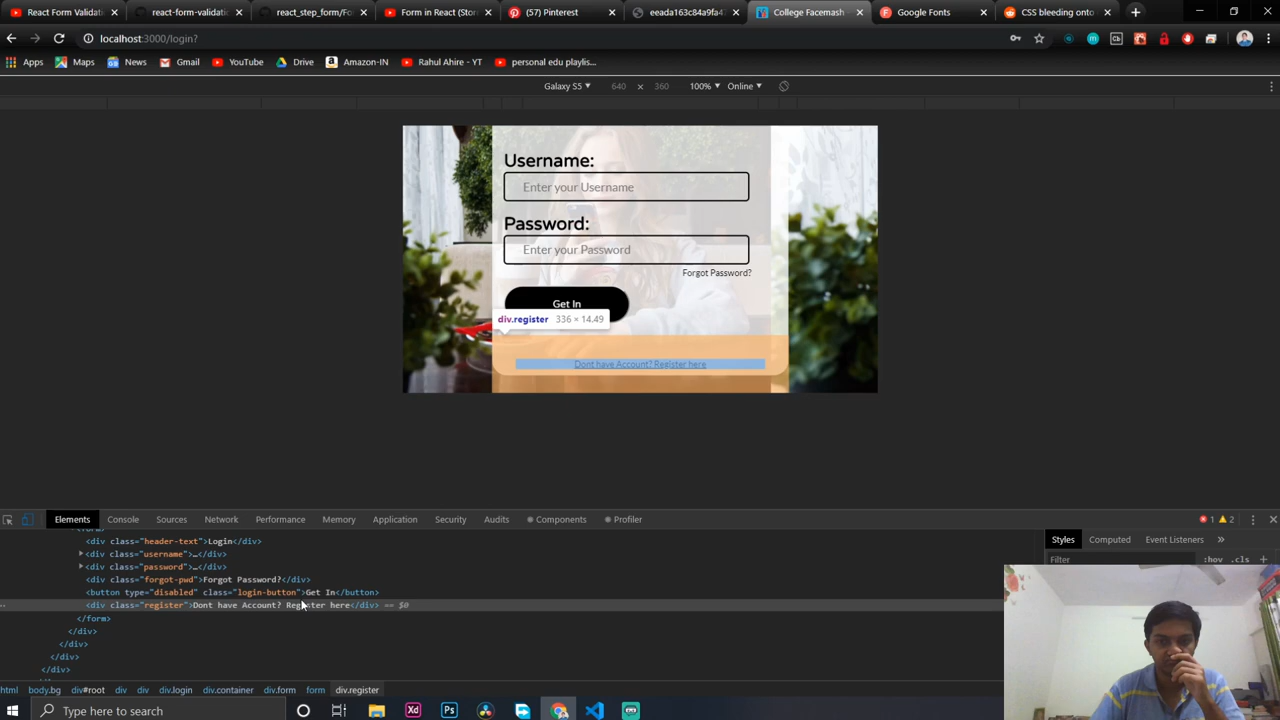 React Form Validati
react-form-validatio
react_step_form/Fo
Form in React (Stor
(57) Pinterest
eeada163c84a9fa4
College Facemash
Google Fonts
CSS bleeding onto
localhost:3000/login?
Apps
Maps
News
Gmail
YouTube
Drive
Amazon-IN
Rahul Ahire - YT
personal edu playli...
Galaxy S5 640 × 360 100% Online
Username:
Enter your Username
Password:
Enter your Password
Forgot Password?
Get In
div.register 336 × 14.49
Dont have Account? Register here
Elements Console Sources Network Performance Memory Application Security Audits Components Profiler 1 2
<div class="header-text">Login</div>
<div class="username">…</div>
<div class="password">…</div>
<div class="forgot-pwd">Forgot Password?</div>
<button type="disabled" class="login-button">Get In</button>
<div class="register">Dont have Account? Register here</div> == $0
</form>
</div>
</div>
</div>
</div>
html body.bg div#root div div div.login div.container div.form form div.register
Styles Computed Event Listeners
Filter :hov .cls
Type here to search
Xd
Ps